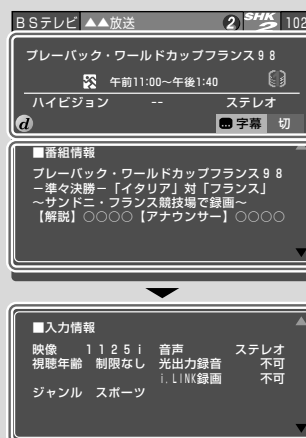 BSテレビ ▲▲放送 2 SHK 2 102
プレーバック・ワールドカップフランス98
午前11:00~午後1:40
ハイビジョン -- ステレオ
d 字幕 切
■番組情報
プレーバック・ワールドカップフランス98
-準々決勝-「イタリア」対「フランス」
~サンドニ・フランス競技場で録画~
【解説】○○○○【アナウンサー】○○○○
■入力情報
映像 1125i 音声 ステレオ
視聴年齢 制限なし 光出力録音 不可
i.LINK録画 不可
ジャンル スポーツ